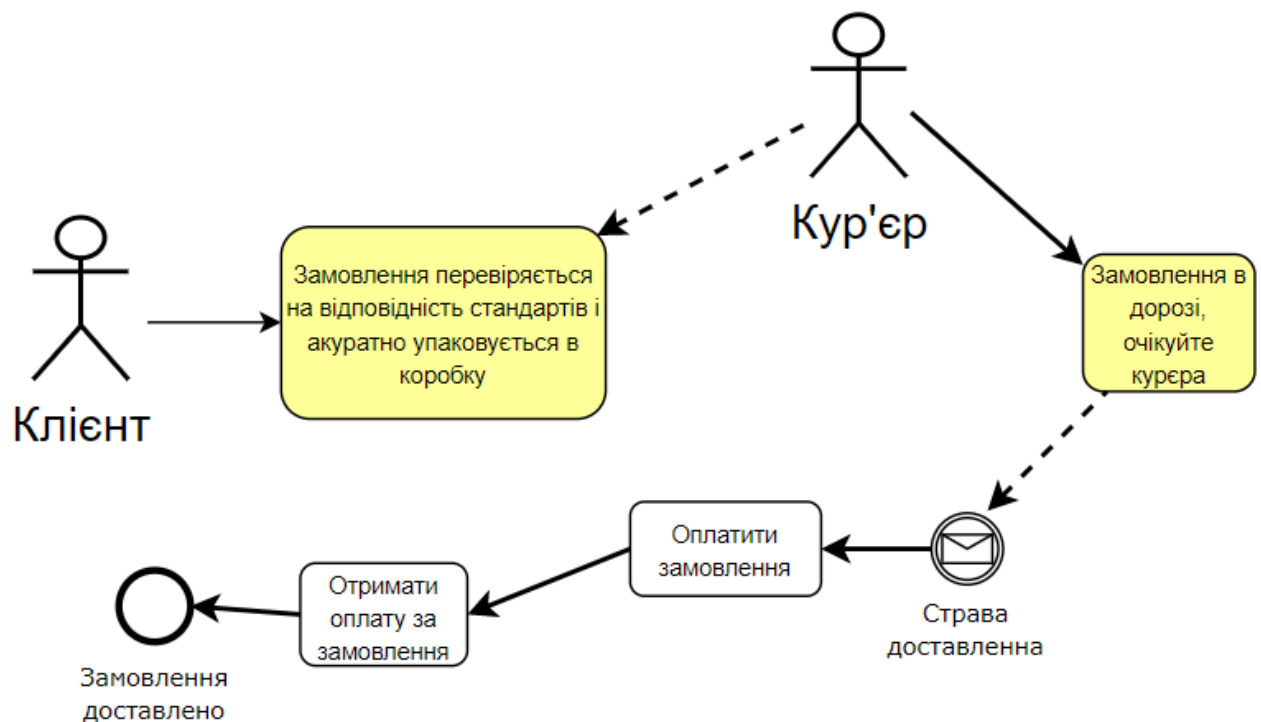 Кур'єр
Клієнт
Замовлення перевіряється
на відповідність стандартів і
акуратно упаковується в
коробку
Замовлення в
дорозі,
очікуйте
курєра
Оплатити
замовлення
Страва
доставленна
Отримати
оплату за
замовлення
Замовлення
доставлено